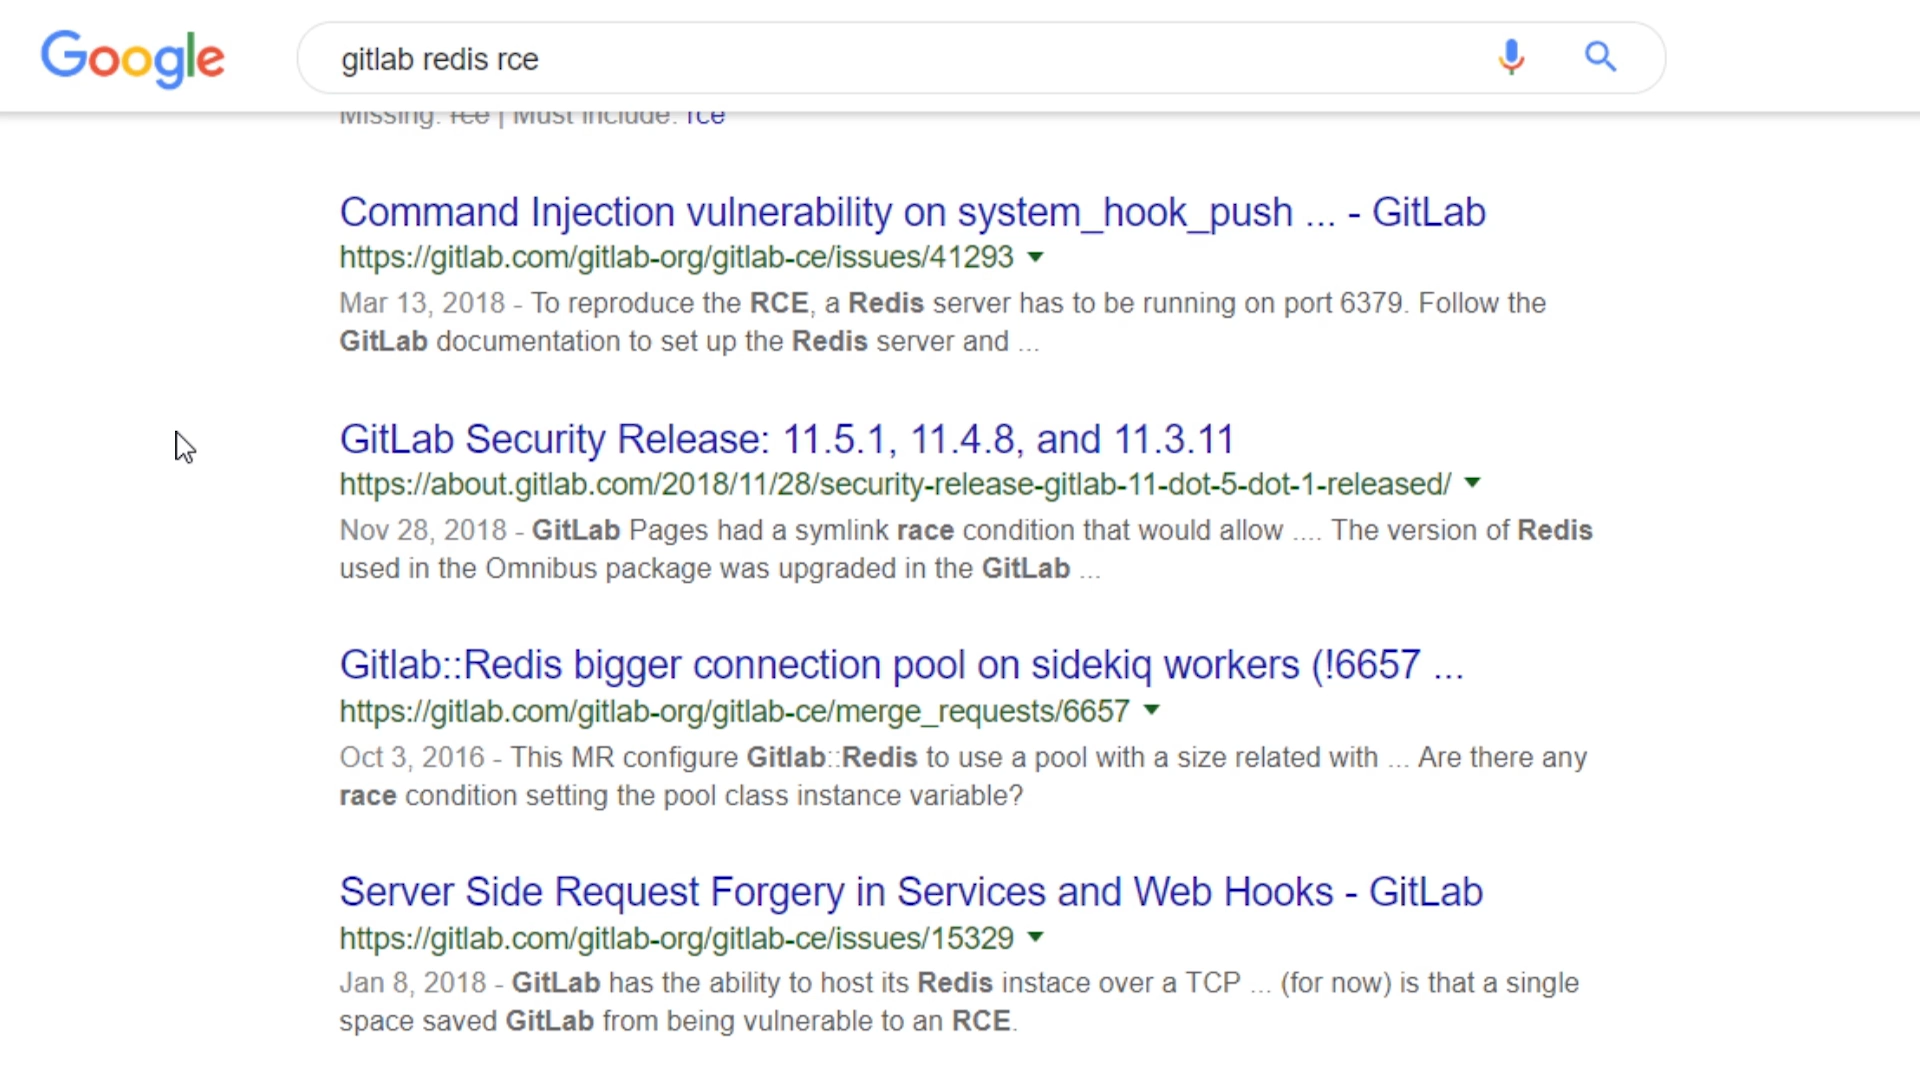 Google
gitlab redis rce
Missing: rce | Must include: rce
Command Injection vulnerability on system_hook_push ... - GitLab
https://gitlab.com/gitlab-org/gitlab-ce/issues/41293
Mar 13, 2018 - To reproduce the RCE, a Redis server has to be running on port 6379. Follow the
GitLab documentation to set up the Redis server and ...
GitLab Security Release: 11.5.1, 11.4.8, and 11.3.11
https://about.gitlab.com/2018/11/28/security-release-gitlab-11-dot-5-dot-1-released/
Nov 28, 2018 - GitLab Pages had a symlink race condition that would allow .... The version of Redis
used in the Omnibus package was upgraded in the GitLab ...
Gitlab::Redis bigger connection pool on sidekiq workers (!6657 ...
https://gitlab.com/gitlab-org/gitlab-ce/merge_requests/6657
Oct 3, 2016 - This MR configure Gitlab::Redis to use a pool with a size related with ... Are there any
race condition setting the pool class instance variable?
Server Side Request Forgery in Services and Web Hooks - GitLab
https://gitlab.com/gitlab-org/gitlab-ce/issues/15329
Jan 8, 2018 - GitLab has the ability to host its Redis instace over a TCP ... (for now) is that a single
space saved GitLab from being vulnerable to an RCE.